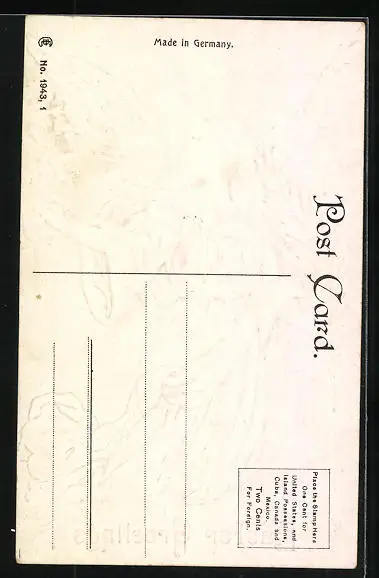 Made in Germany.
No. 1943, 1
Post Card.
Place the Stamp Here
One Cent for
United States, and
Island Possessions,
Cuba, Canada and
Mexico.
Two Cents
For Foreign.